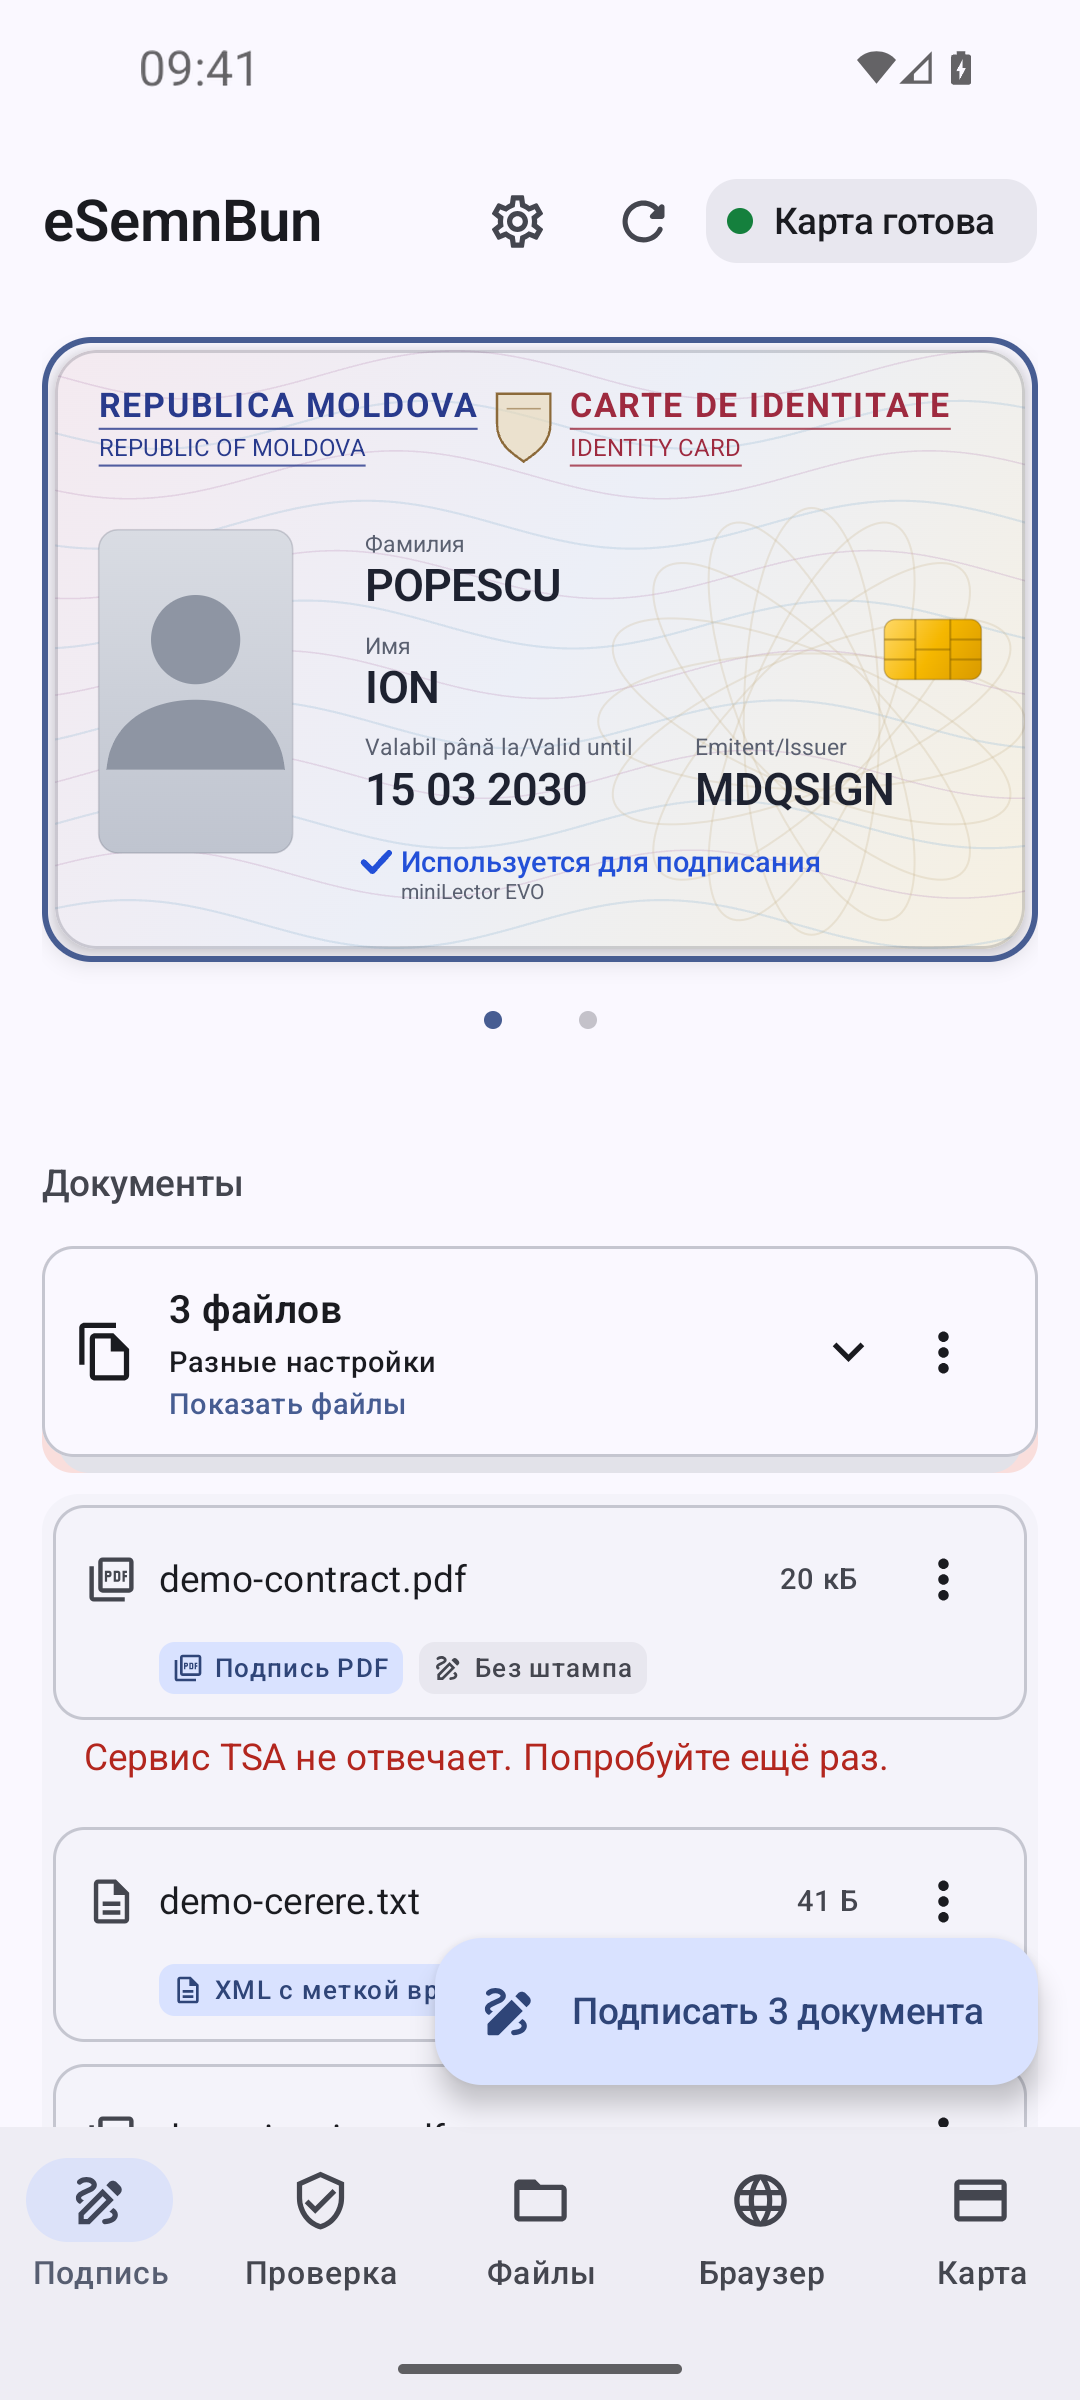 09:41
eSemnBun
Карта готова
REPUBLICA MOLDOVA
REPUBLIC OF MOLDOVA
CARTE DE IDENTITATE
IDENTITY CARD
Фамилия
POPESCU
Имя
ION
Valabil până la/Valid until
15 03 2030
Emitent/Issuer
MDQSIGN
Используется для подписания
miniLector EVO
Документы
3 файлов
Разные настройки
Показать файлы
PDF
demo-contract.pdf
20 кБ
PDF
Подпись PDF
Без штампа
Сервис TSA не отвечает. Попробуйте ещё раз.
demo-cerere.txt
41 Б
XML с меткой вр
Подписать 3 документа
Подпись
Проверка
Файлы
Браузер
Карта